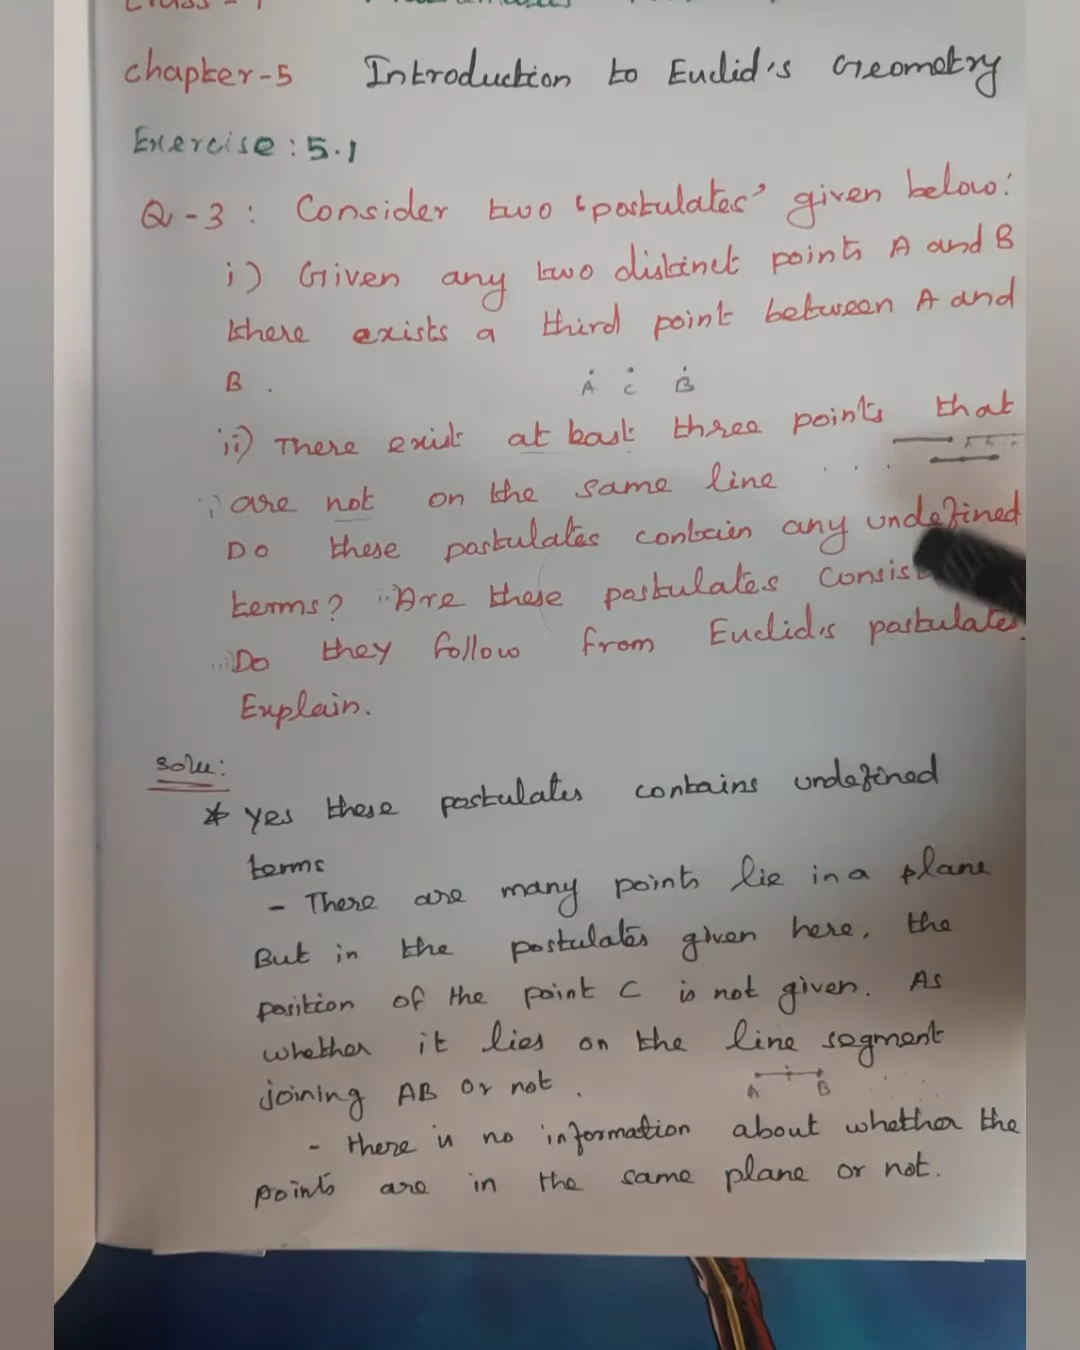 Chapter-5 Introduction to Euclid's Geometry
Exercise: 5.1
Q-3: Consider two 'postulates' given below:
i) Given any two distinct points A and B
there exists a third point between A and
B.
A C B
ii) There exist at least three points that
are not on the same line
Do these postulates contain any undefined
terms? Are these postulates
Do they follow from Euclid's postulates.
Explain.
Solu:
* Yes these postulates contains undefined
terms
- There are many points lie in a plane
But in the postulates given here, the
position of the point C is not given. As
whether it lies on the line segment
joining AB or not.
A B
- there is no information about whether the
points are in the same plane or not.